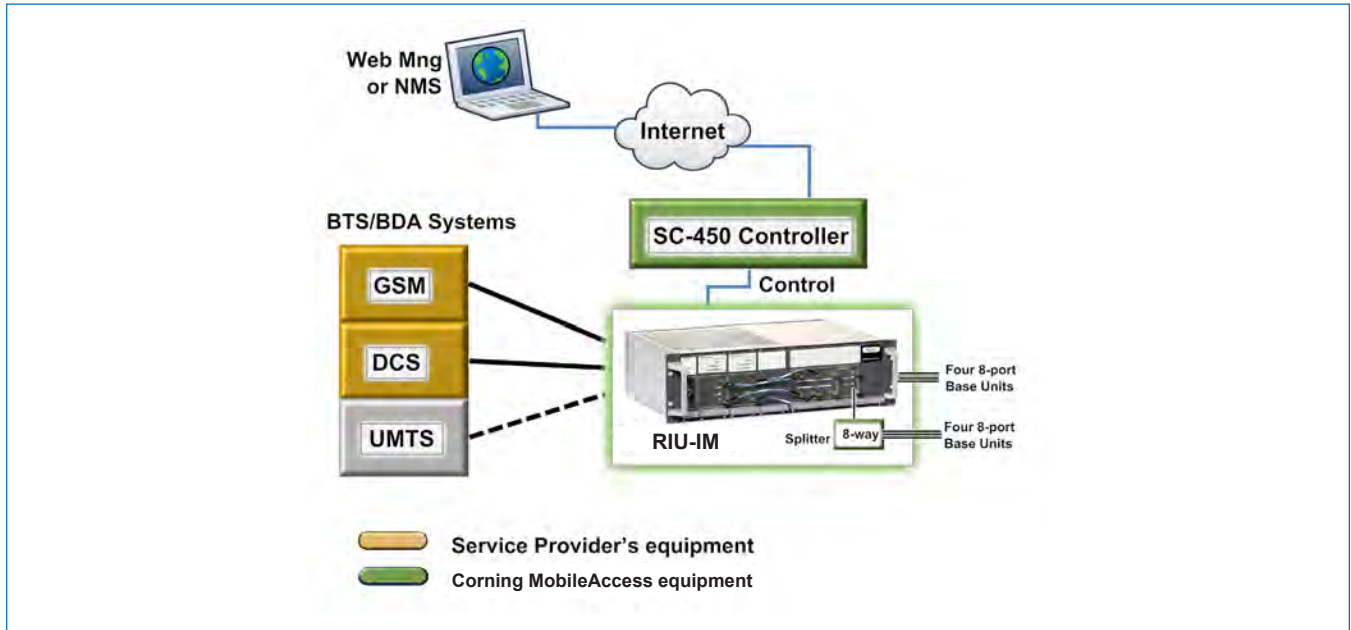 Web Mng
or NMS
Internet
BTS/BDA Systems
SC-450 Controller
GSM
Control
DCS
Four 8-port
Base Units
UMTS
RIU-IM
Splitter
8-way
Four 8-port
Base Units
Service Provider's equipment
Corning MobileAccess equipment